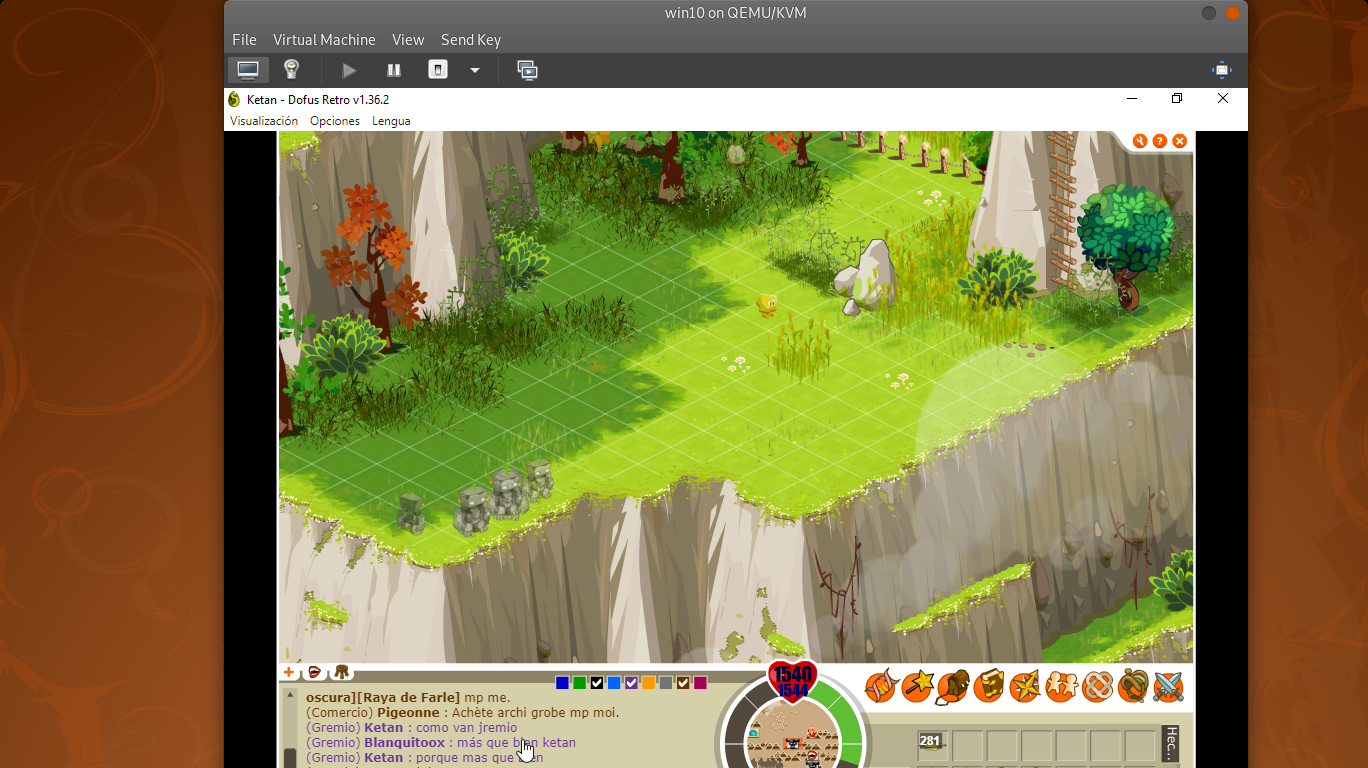 win10 on QEMU/KVM
File Virtual Machine View Send Key
Ketan - Dofus Retro v1.36.2
Visualización Opciones Lengua
1540
1544
oscura][Raya de Farle] mp me.
(Comercio) Pigeonne : Achète archi grobe mp moi.
(Gremio) Ketan : como van jremio
(Gremio) Blanquitoox : más que bien ketan
(Gremio) Ketan : porque mas que bien
281
Hec...